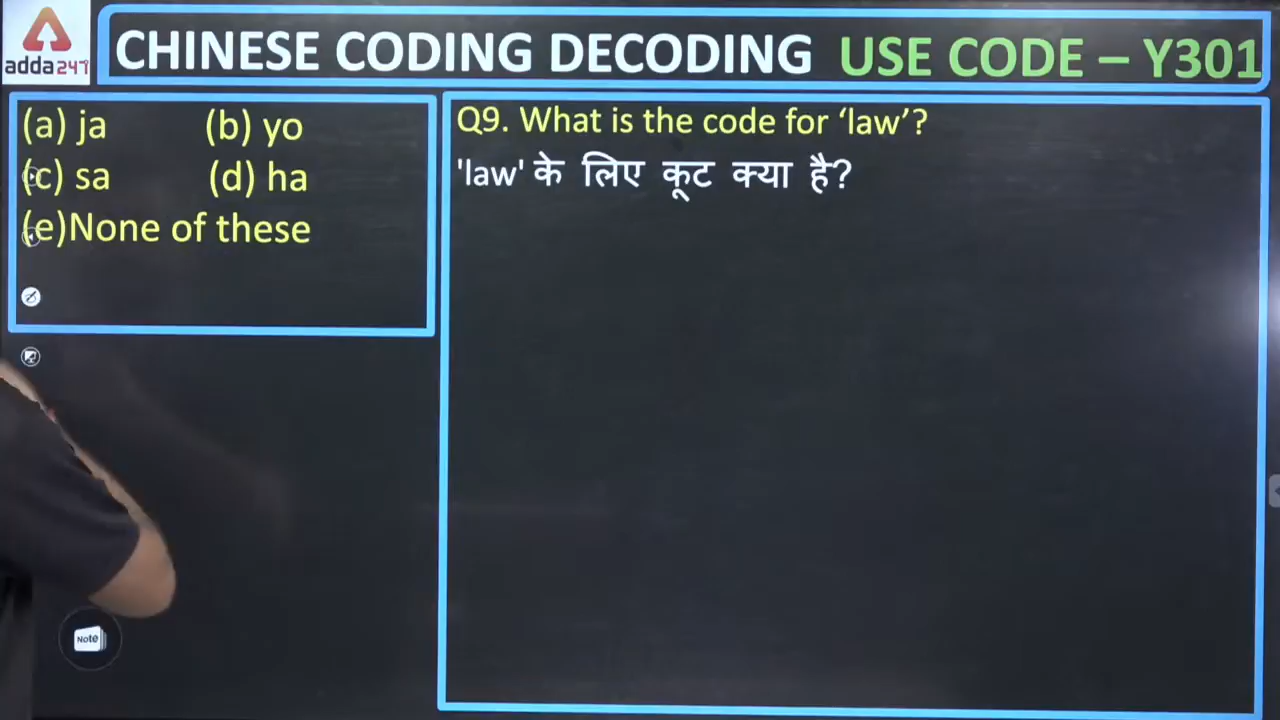 adda247
CHINESE CODING DECODING USE CODE – Y301
(a) ja (b) yo
(c) sa (d) ha
(e)None of these
Q9. What is the code for ‘law’?
'law' के लिए कूट क्या है?
Note